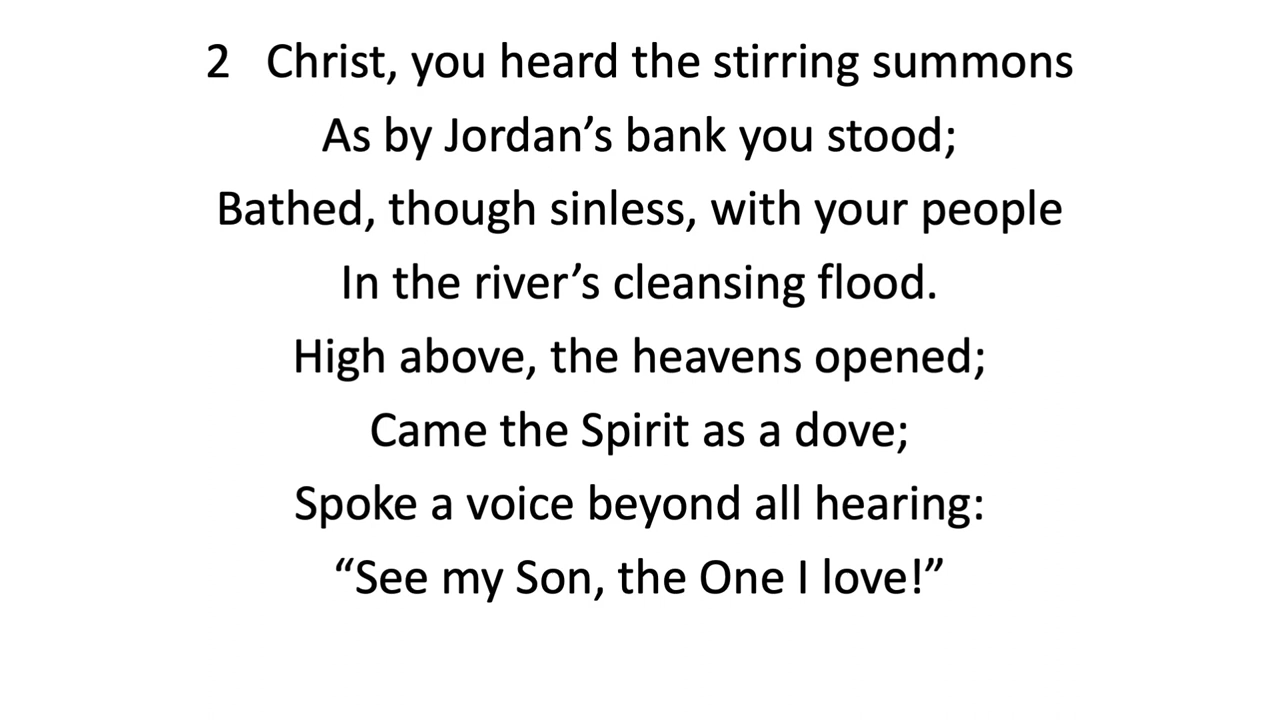 2 Christ, you heard the stirring summons
As by Jordan’s bank you stood;
Bathed, though sinless, with your people
In the river’s cleansing flood.
High above, the heavens opened;
Came the Spirit as a dove;
Spoke a voice beyond all hearing:
“See my Son, the One I love!”